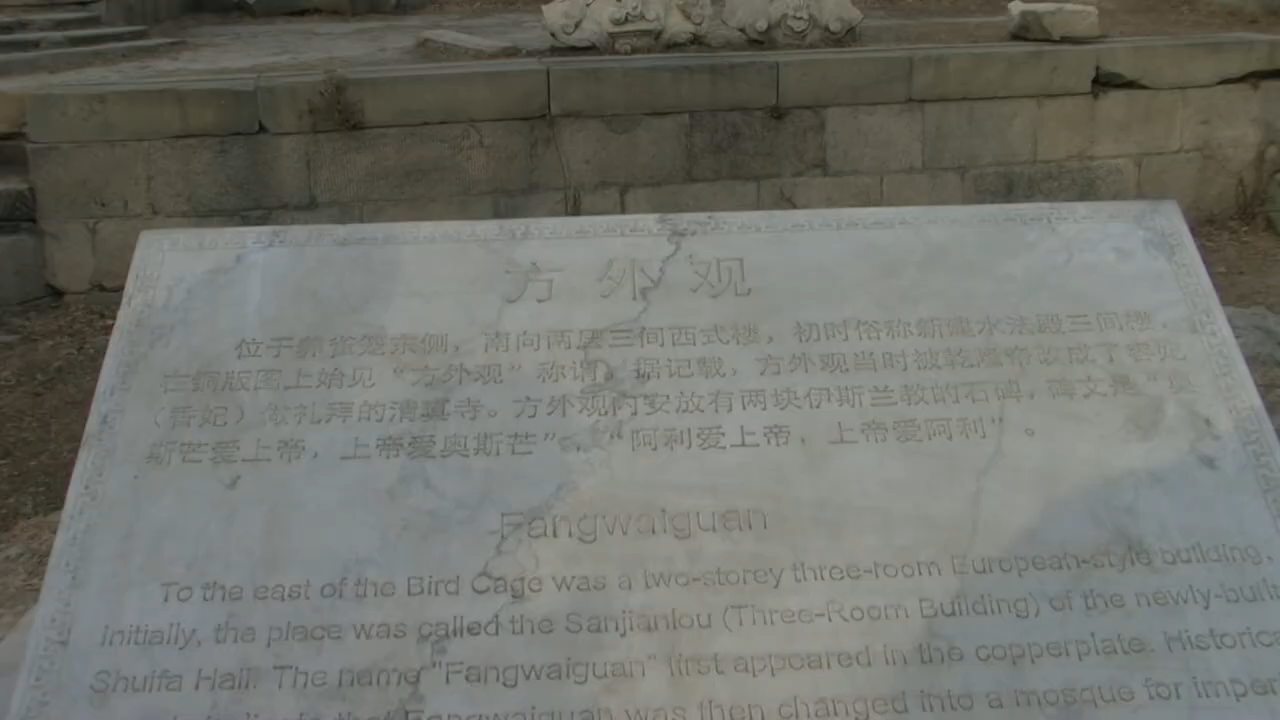 方外观
位于养雀笼东侧，南向两层三间西式楼，初时俗称新建水法殿三间楼，
在铜版图上始见“方外观”称谓。据记载，方外观当时被乾隆帝改成了容妃
（香妃）做礼拜的清真寺。方外观内安放有两块伊斯兰教的石碑，碑文是“奥
斯芒爱上帝，上帝爱奥斯芒”，“阿利爱上帝，上帝爱阿利”。
Fangwaiguan
To the east of the Bird Cage was a two-storey three-room European-style building.
Initially, the place was called the Sanjianlou (Three-Room Building) of the newly-built
Shuifa Hall. The name "Fangwaiguan" first appeared in the copperplate.
Fangwaiguan was then changed into a mosque for